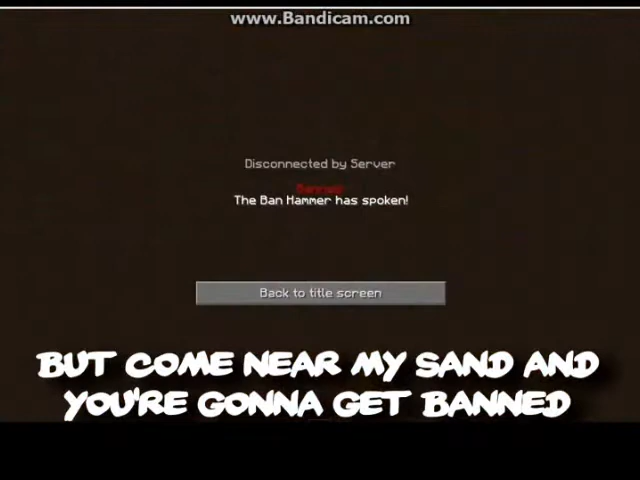 www.Bandicam.com
Disconnected by Server
Banned
The Ban Hammer has spoken!
Back to title screen
BUT COME NEAR MY SAND AND
YOU'RE GONNA GET BANNED